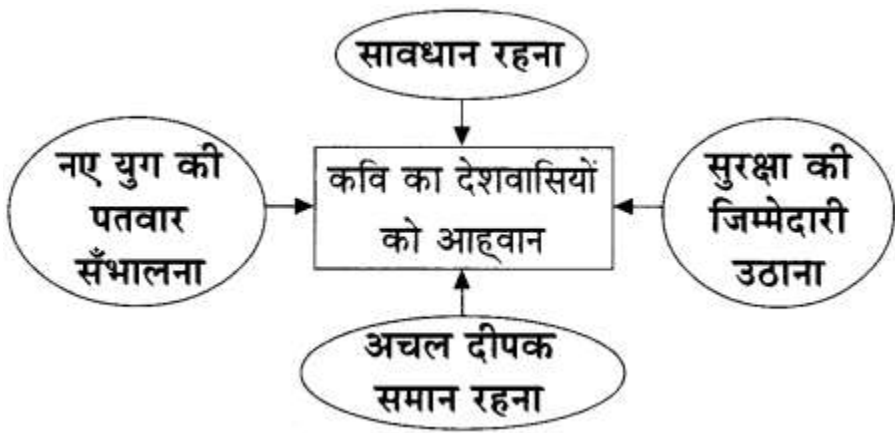 सावधान रहना
नए युग की
पतवार
सँभालना
कवि का देशवासियों
को आह्वान
सुरक्षा की
जिम्मेदारी
उठाना
अचल दीपक
समान रहना